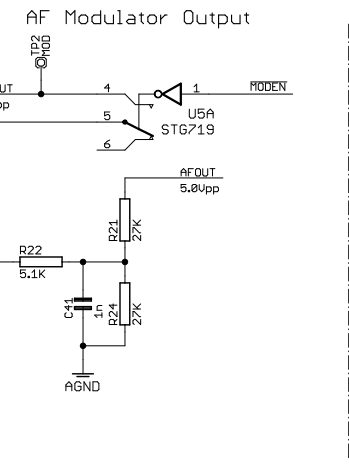 AF Modulator Output
TP2
MOD
UT
pp
4
1
MODEN
5
U5A
STG719
6
AFOUT
5.0Vpp
R21
27K
R22
5.1K
C41
1n
R24
27K
AGND